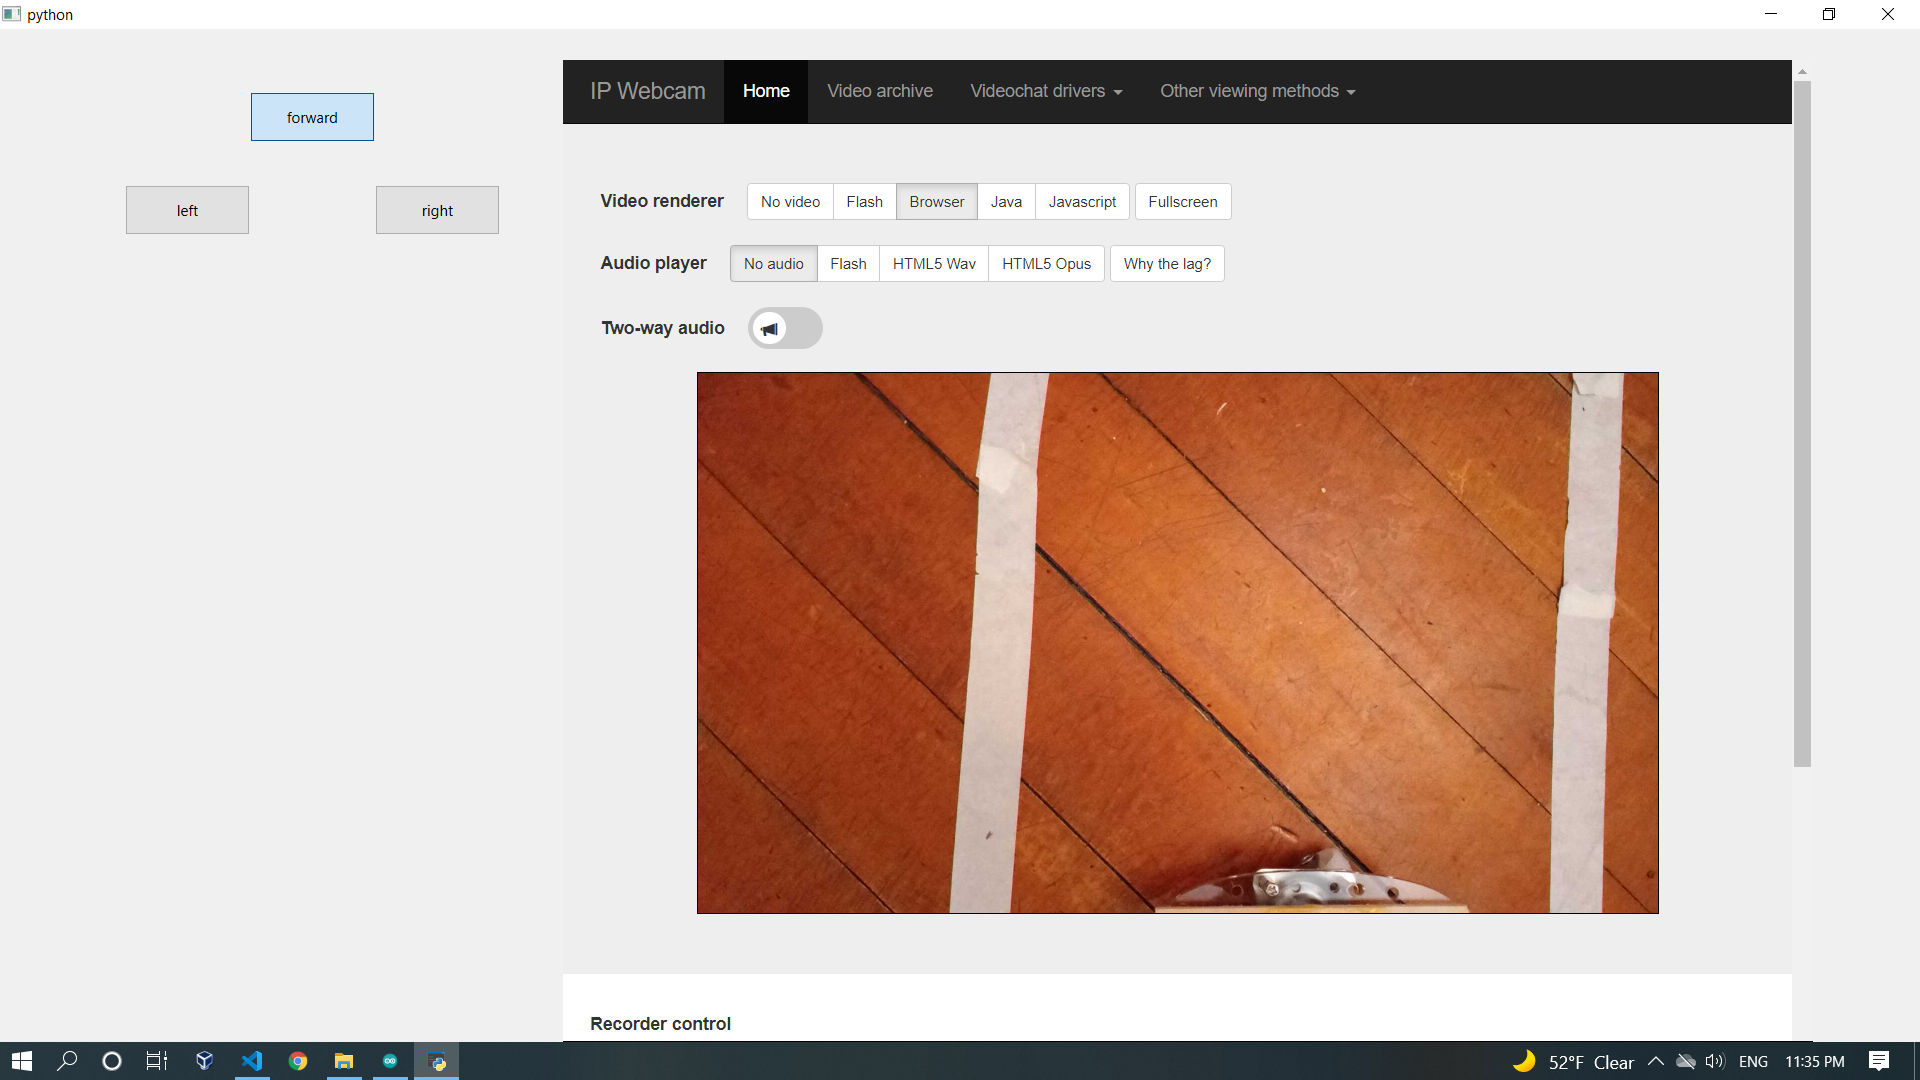 python
forward
left right
IP Webcam Home Video archive Videochat drivers Other viewing methods
Video renderer No video Flash Browser Java Javascript Fullscreen
Audio player No audio Flash HTML5 Wav HTML5 Opus Why the lag?
Two-way audio
Recorder control
52°F Clear ENG 11:35 PM